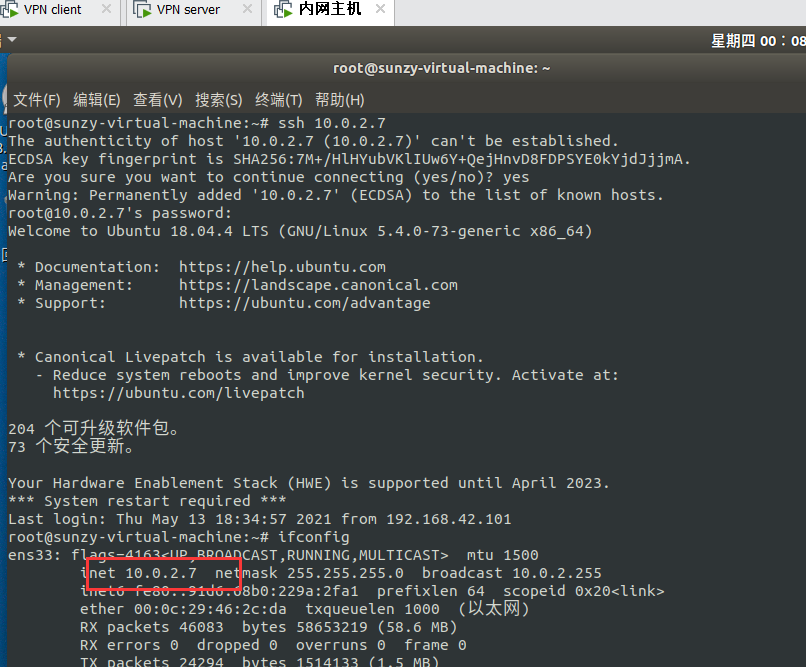 VPN client VPN server 内网主机
星期四 00：08
root@sunzy-virtual-machine: ~
文件(F) 编辑(E) 查看(V) 搜索(S) 终端(T) 帮助(H)
root@sunzy-virtual-machine:~# ssh 10.0.2.7
The authenticity of host '10.0.2.7 (10.0.2.7)' can't be established.
ECDSA key fingerprint is SHA256:7M+/HlHYubVKlIUw6Y+QejHnvD8FDPSYE0kYjdJjjmA.
Are you sure you want to continue connecting (yes/no)? yes
Warning: Permanently added '10.0.2.7' (ECDSA) to the list of known hosts.
root@10.0.2.7's password:
Welcome to Ubuntu 18.04.4 LTS (GNU/Linux 5.4.0-73-generic x86_64)
* Documentation: https://help.ubuntu.com
* Management: https://landscape.canonical.com
* Support: https://ubuntu.com/advantage
* Canonical Livepatch is available for installation.
- Reduce system reboots and improve kernel security. Activate at:
https://ubuntu.com/livepatch
204 个可升级软件包。
73 个安全更新。
Your Hardware Enablement Stack (HWE) is supported until April 2023.
*** System restart required ***
Last login: Thu May 13 18:34:57 2021 from 192.168.42.101
root@sunzy-virtual-machine:~# ifconfig
ens33: flags=4163<UP,BROADCAST,RUNNING,MULTICAST> mtu 1500
inet 10.0.2.7 netmask 255.255.255.0 broadcast 10.0.2.255
inet6 fe80::91d6:68b0:229a:2fa1 prefixlen 64 scopeid 0x20<link>
ether 00:0c:29:46:2c:da txqueuelen 1000 (以太网)
RX packets 46083 bytes 58653219 (58.6 MB)
RX errors 0 dropped 0 overruns 0 frame 0
TX packets 24294 bytes 1514133 (1.5 MB)